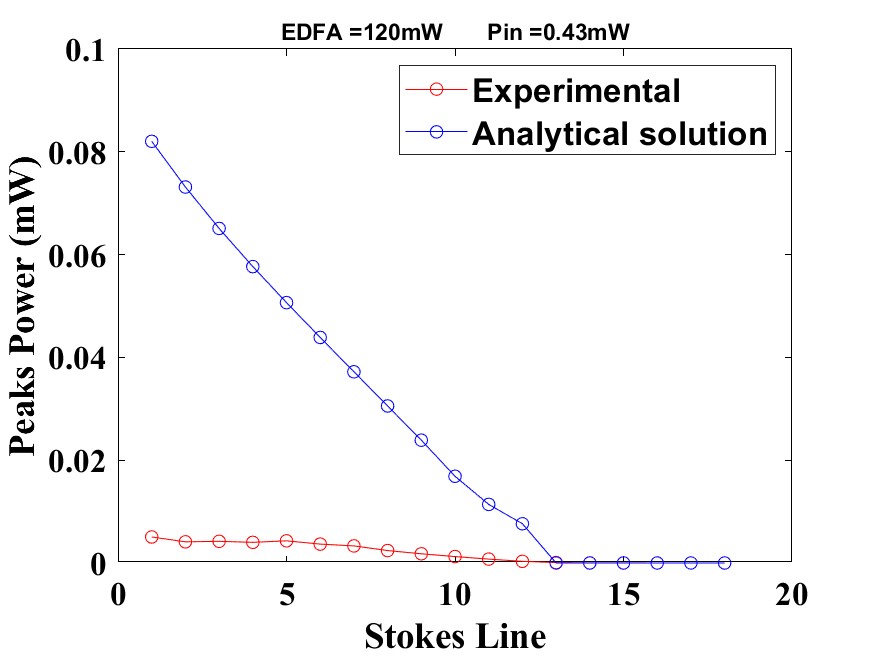 EDFA =120mW Pin =0.43mW
0.1
0.08
0.06
0.04
0.02
0
Peaks Power (mW)
Experimental
Analytical solution
0 5 10 15 20
Stokes Line